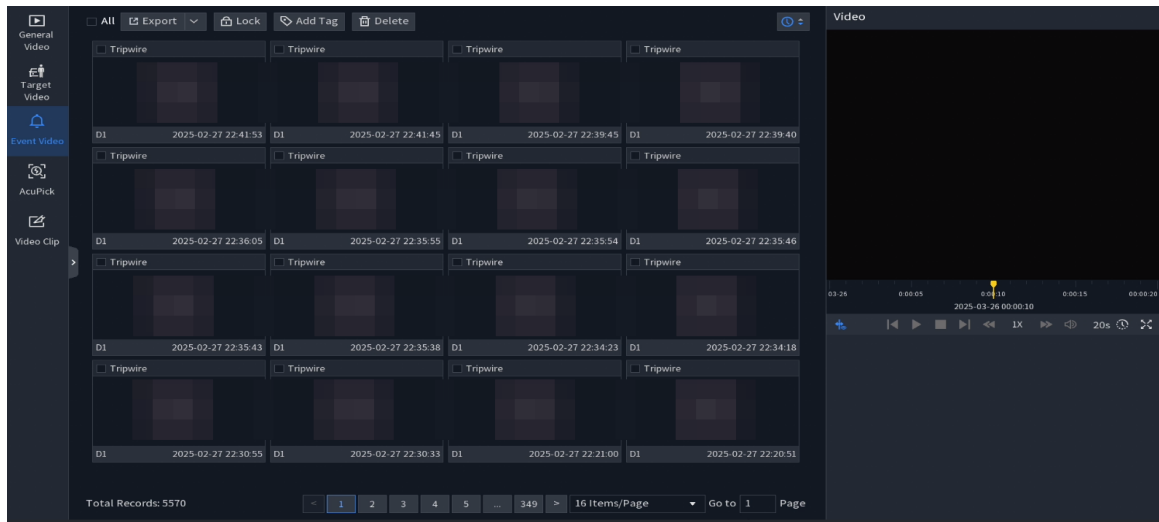 General Video
Target Video
Event Video
AcuPick
Video Clip
All Export Lock Add Tag Delete
Tripwire Tripwire Tripwire Tripwire
D1 2025-02-27 22:41:53 D1 2025-02-27 22:41:45 D1 2025-02-27 22:39:45 D1 2025-02-27 22:39:40
Tripwire Tripwire Tripwire Tripwire
D1 2025-02-27 22:36:05 D1 2025-02-27 22:35:55 D1 2025-02-27 22:35:54 D1 2025-02-27 22:35:46
Tripwire Tripwire Tripwire Tripwire
D1 2025-02-27 22:35:43 D1 2025-02-27 22:35:38 D1 2025-02-27 22:34:23 D1 2025-02-27 22:34:18
Tripwire Tripwire Tripwire Tripwire
D1 2025-02-27 22:30:55 D1 2025-02-27 22:30:33 D1 2025-02-27 22:21:00 D1 2025-02-27 22:20:51
Total Records: 5570 < 1 2 3 4 5 ... 349 > 16 Items/Page Go to 1 Page
Video
03-26 0:00:05 0:00:10 0:00:15 00:00:20
2025-03-26 00:00:10
1X 20s